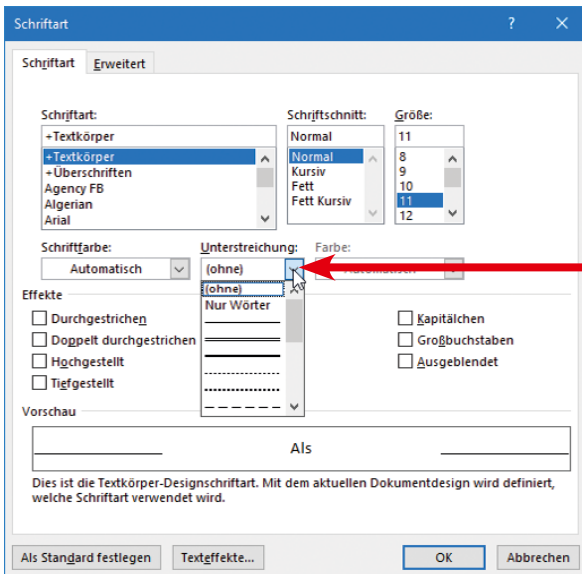 Schriftart ?
Schriftart Erweitert
Schriftart: Schriftschnitt: Größe:
+Textkörper Normal 11
+Textkörper Normal 8
+Überschriften Kursiv 9
Agency FB Fett 10
Algerian Fett Kursiv 11
Arial 12
Schriftfarbe: Unterstreichung: Farbe:
Automatisch (ohne) Automatisch
(ohne)
Effekte
Nur Wörter
Durchgestrichen Kapitälchen
Doppelt durchgestrichen Großbuchstaben
Hochgestellt Ausgeblendet
Tiefgestellt
Vorschau
Als
Dies ist die Textkörper-Designschriftart. Mit dem aktuellen Dokumentdesign wird definiert,
welche Schriftart verwendet wird.
Als Standard festlegen Texteffekte... OK Abbrechen